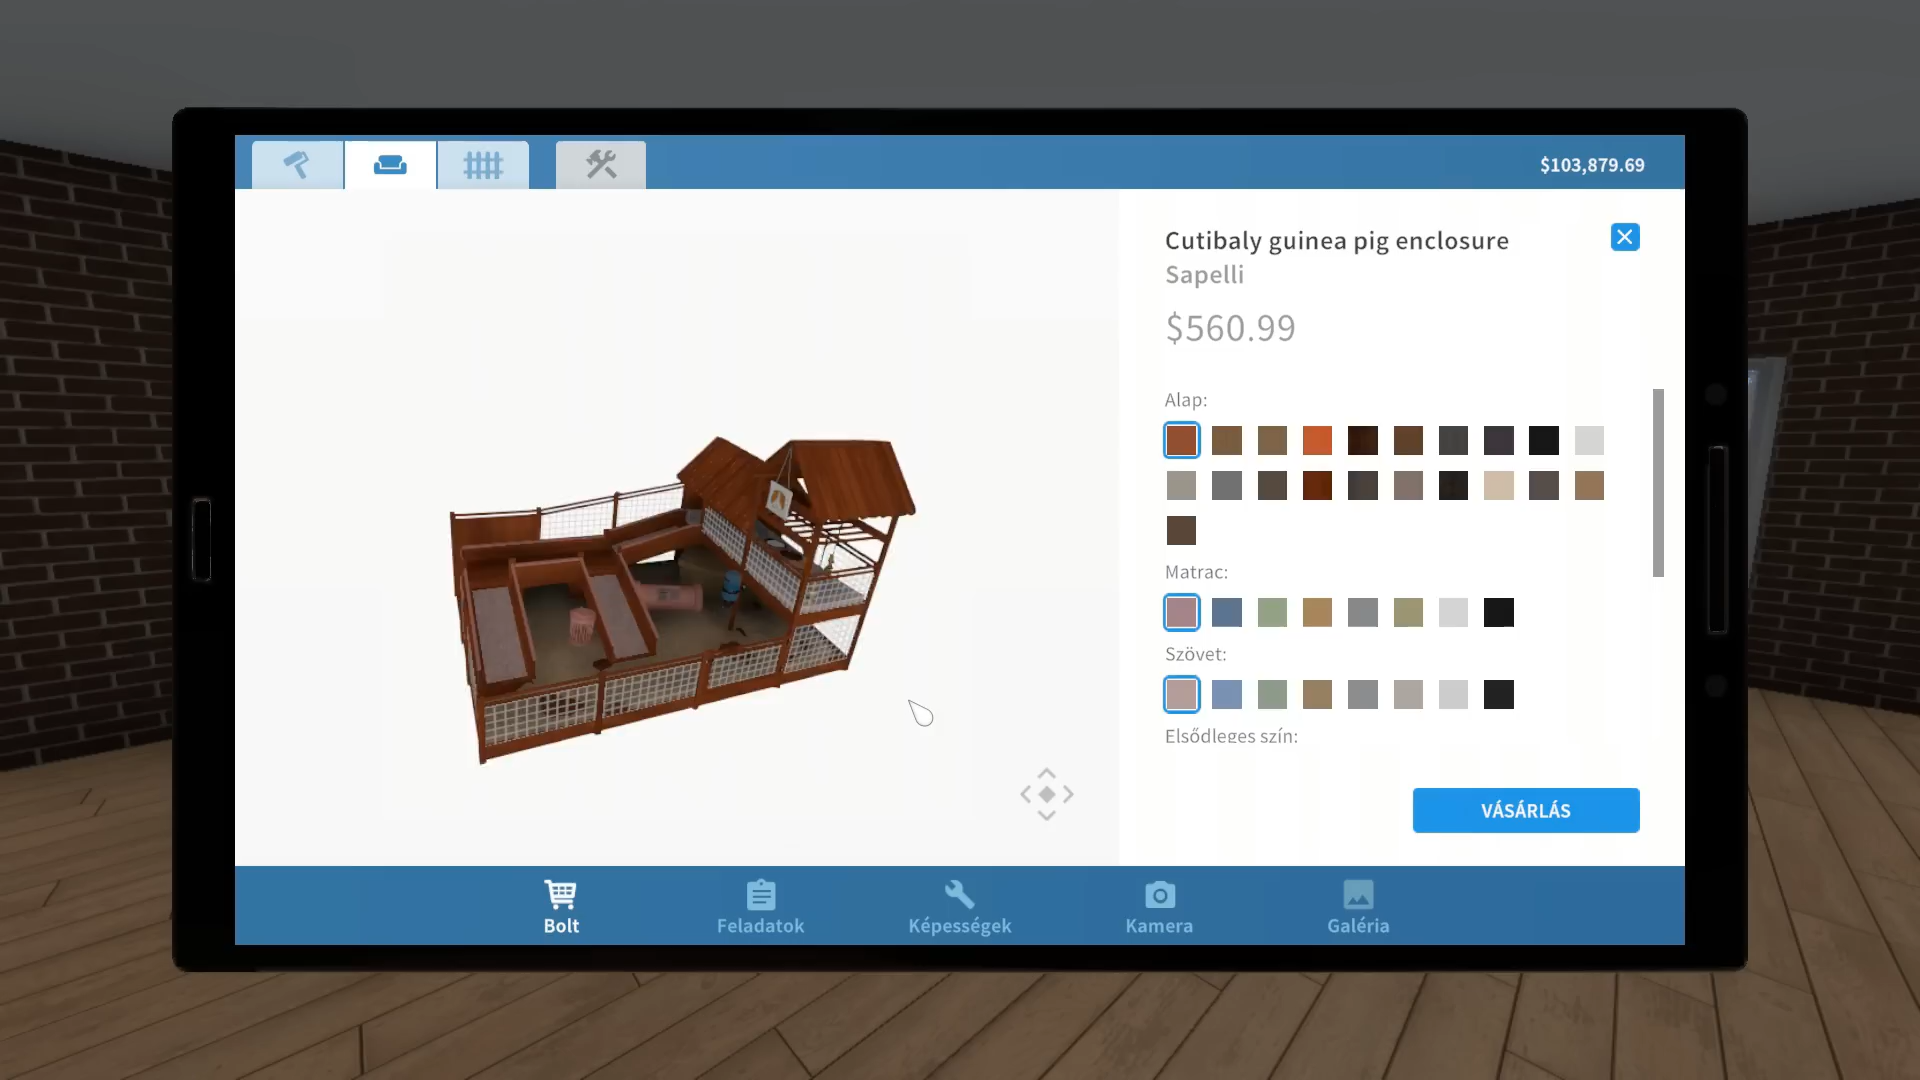 $103,879.69
Cutibaly guinea pig enclosure
Sapelli
$560.99
Alap:
Matrac:
Szövet:
Elsődleges szín:
VÁSÁRLÁS
Bolt
Feladatok
Képességek
Kamera
Galéria